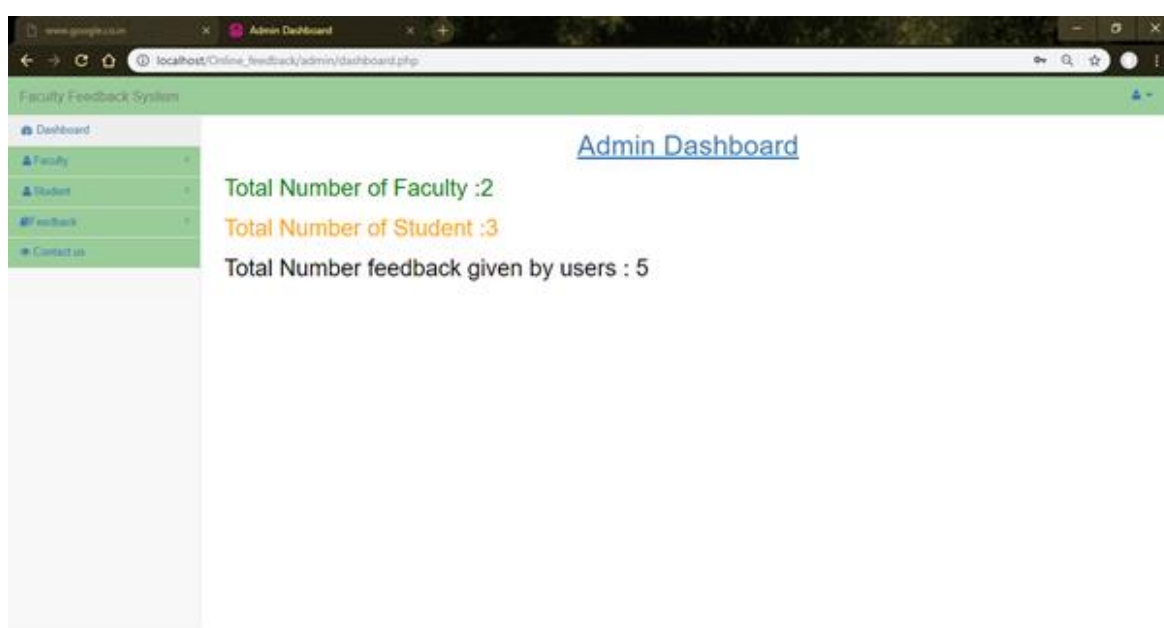 www.google.co.in
Admin Dashboard
localhost/Online_feedback/admin/dashboard.php
Faculty Feedback System
Dashboard
Faculty
Student
Feedback
Contact us
Admin Dashboard
Total Number of Faculty :2
Total Number of Student :3
Total Number feedback given by users : 5